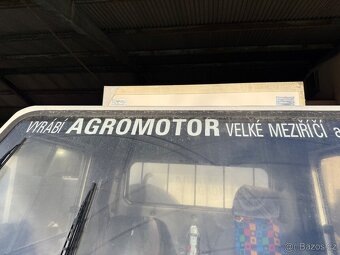 VYRÁBÍ AGROMOTOR VELKÉ MEZIŘÍČÍ a
Bazoš.cz